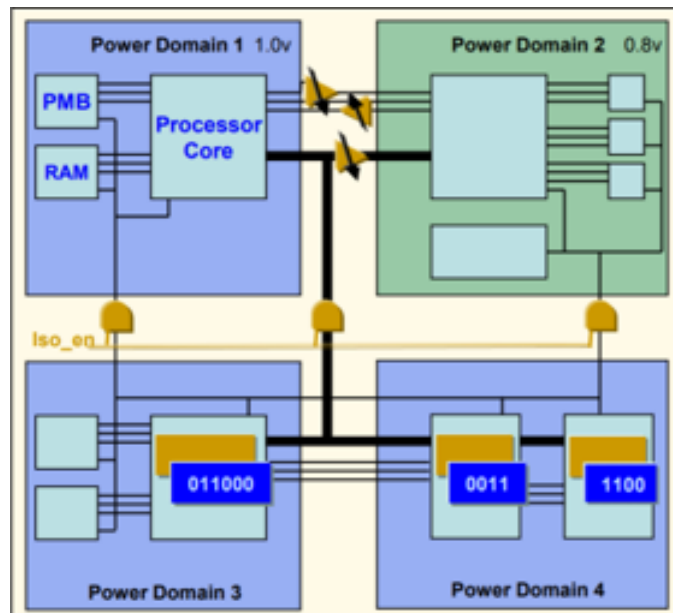 Power Domain 1 1.0v
Power Domain 2 0.8v
PMB
Processor
Core
RAM
Iso_en
011000
0011
1100
Power Domain 3
Power Domain 4